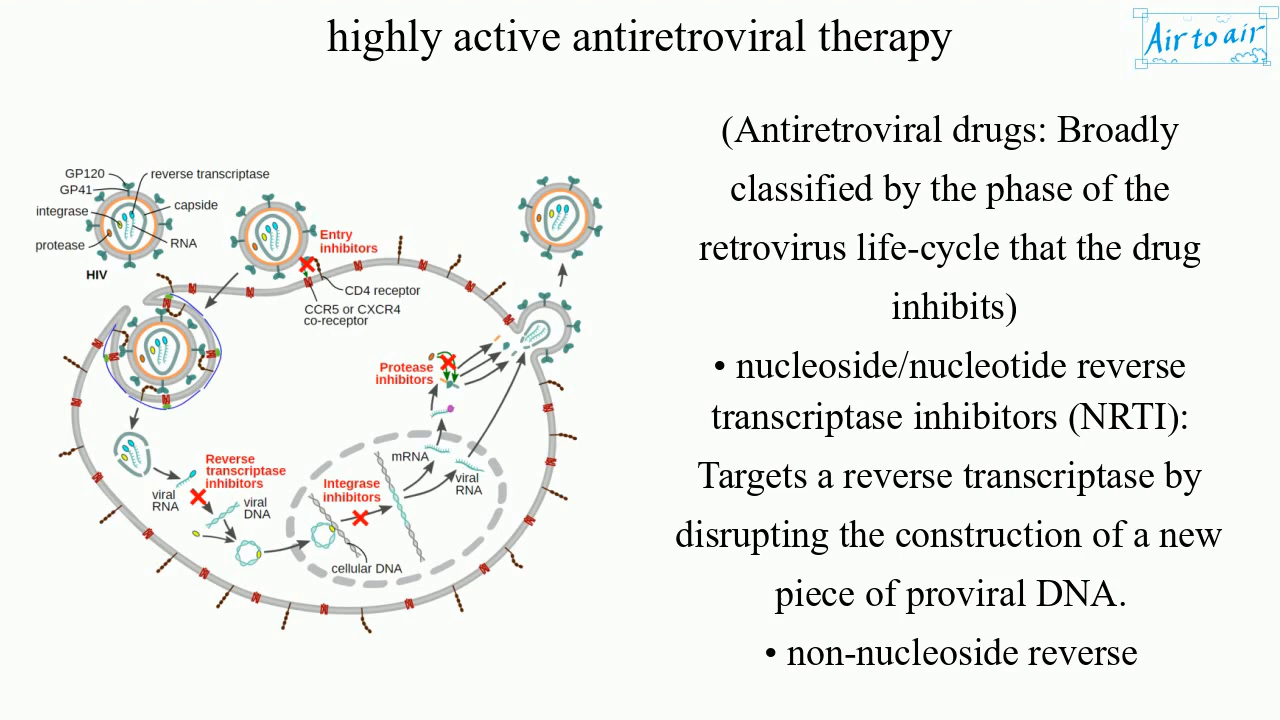 highly active antiretroviral therapy
Air to air
GP120
reverse transcriptase
GP41
integrase
capside
protease
RNA
HIV
Entry
inhibitors
CD4 receptor
CCR5 or CXCR4
co-receptor
Protease
inhibitors
mRNA
viral
RNA
Reverse
transcriptase
inhibitors
Integrase
inhibitors
viral
RNA
viral
DNA
cellular DNA
(Antiretroviral drugs: Broadly
classified by the phase of the
retrovirus life-cycle that the drug
inhibits)
• nucleoside/nucleotide reverse
transcriptase inhibitors (NRTI):
Targets a reverse transcriptase by
disrupting the construction of a new
piece of proviral DNA.
• non-nucleoside reverse